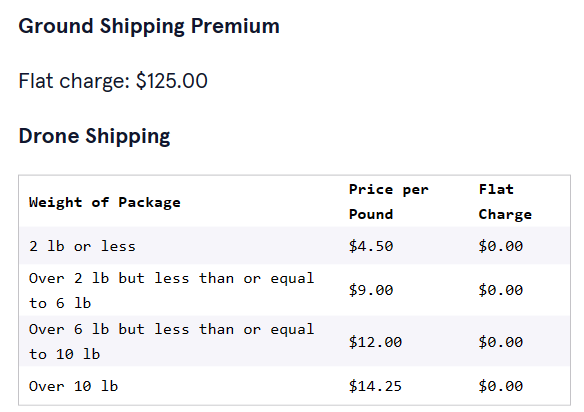 Ground Shipping Premium
Flat charge: $125.00
Drone Shipping
Weight of Package Price per Pound Flat Charge
2 lb or less $4.50 $0.00
Over 2 lb but less than or equal to 6 lb $9.00 $0.00
Over 6 lb but less than or equal to 10 lb $12.00 $0.00
Over 10 lb $14.25 $0.00